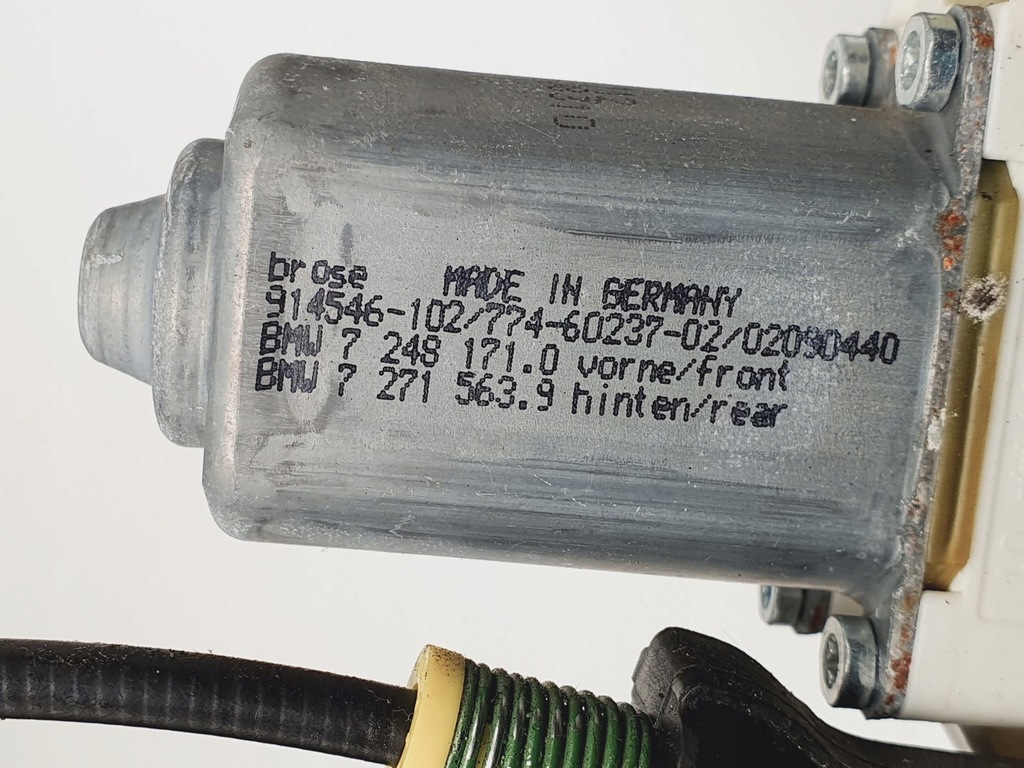 brose MADE IN GERMANY
914546-102/774-60237-02/02090440
BMW 7 248 171.0 vorne/front
BMW 7 271 563.9 hinten/rear